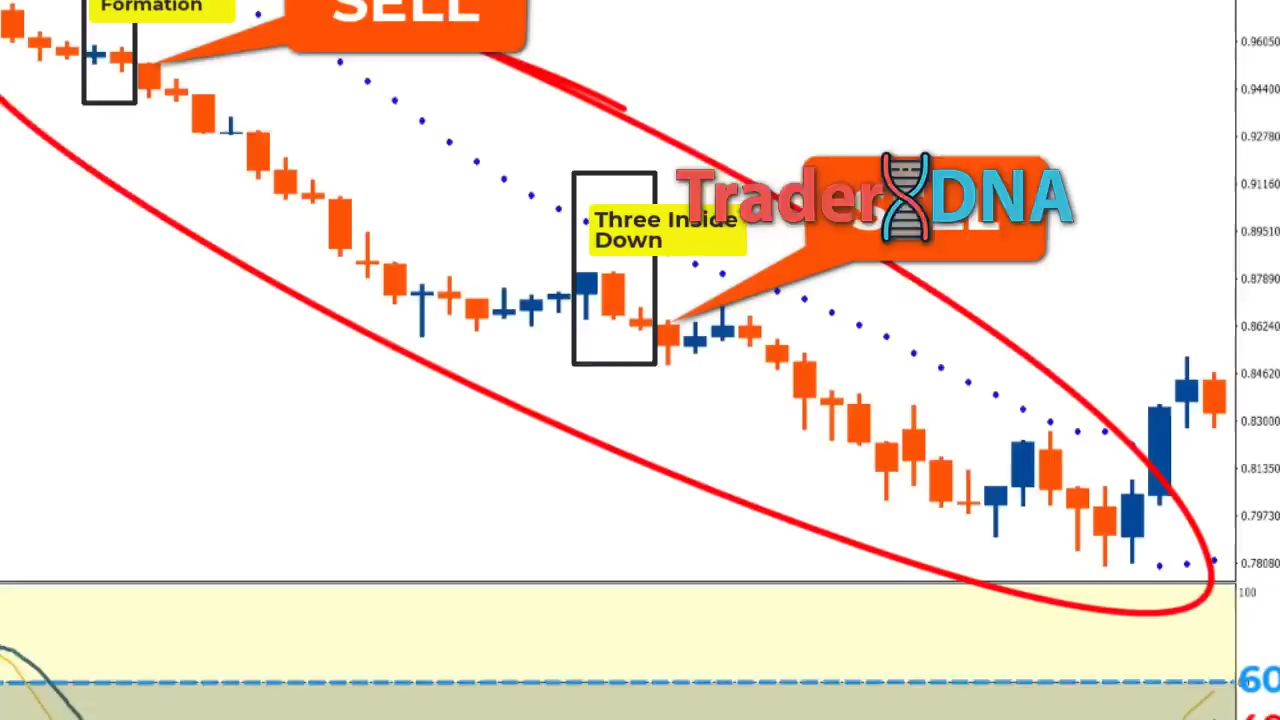 Formation
SELL
0.96050
0.94400
0.92780
0.91160
TraderDNA
Three Inside
Down
0.89510
0.87890
0.86240
0.84620
0.83000
0.81350
0.79730
0.78080
100
60